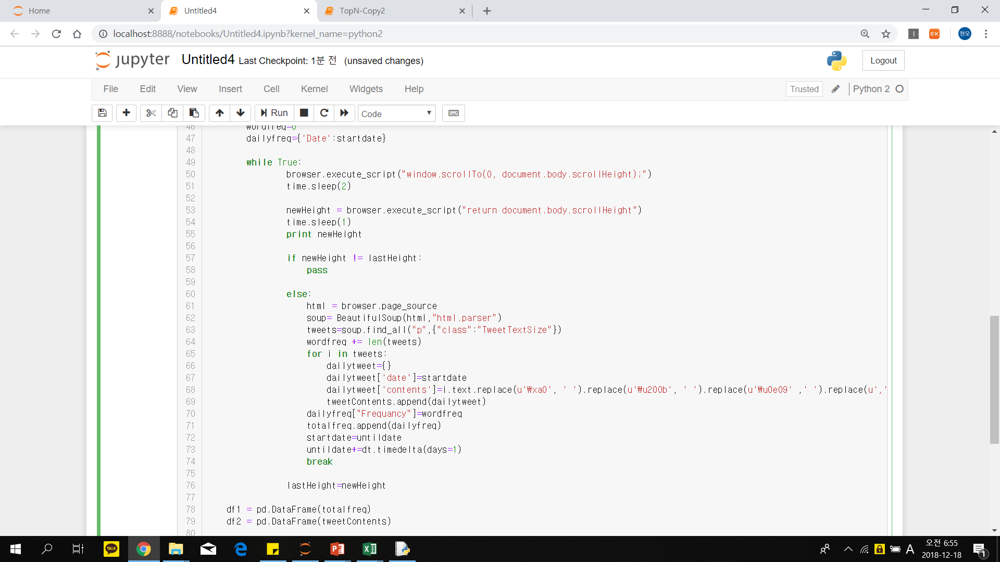 Home
Untitled4
TopN-Copy2
localhost:8888/notebooks/Untitled4.ipynb?kernel_name=python2
EX
현모
jupyter Untitled4 Last Checkpoint: 1분 전 (unsaved changes)
Logout
File Edit View Insert Cell Kernel Widgets Help
Trusted Python 2
Run Code
46 wordfreq=0
47 dailyfreq={'Date':startdate}
48
49 while True:
50 browser.execute_script("window.scrollTo(0, document.body.scrollHeight);")
51 time.sleep(2)
52
53 newHeight = browser.execute_script("return document.body.scrollHeight")
54 time.sleep(1)
55 print newHeight
56
57 if newHeight != lastHeight:
58 pass
59
60 else:
61 html = browser.page_source
62 soup= BeautifulSoup(html,"html.parser")
63 tweets=soup.find_all("p",{"class":"TweetTextSize"})
64 wordfreq += len(tweets)
65 for i in tweets:
66 dailytweet={}
67 dailytweet['date']=startdate
68 dailytweet['contents']=i.text.replace(u'₩xa0', ' ').replace(u'₩u200b', ' ').replace(u'₩u0e09' ,' ').replace(u','
69 tweetContents.append(dailytweet)
70 dailyfreq["Frequancy"]=wordfreq
71 totalfreq.append(dailyfreq)
72 startdate=untildate
73 untildate+=dt.timedelta(days=1)
74 break
75
76 lastHeight=newHeight
77
78 df1 = pd.DataFrame(totalfreq)
79 df2 = pd.DataFrame(tweetContents)
80
TALK
A
오전 6:55
2018-12-18
1